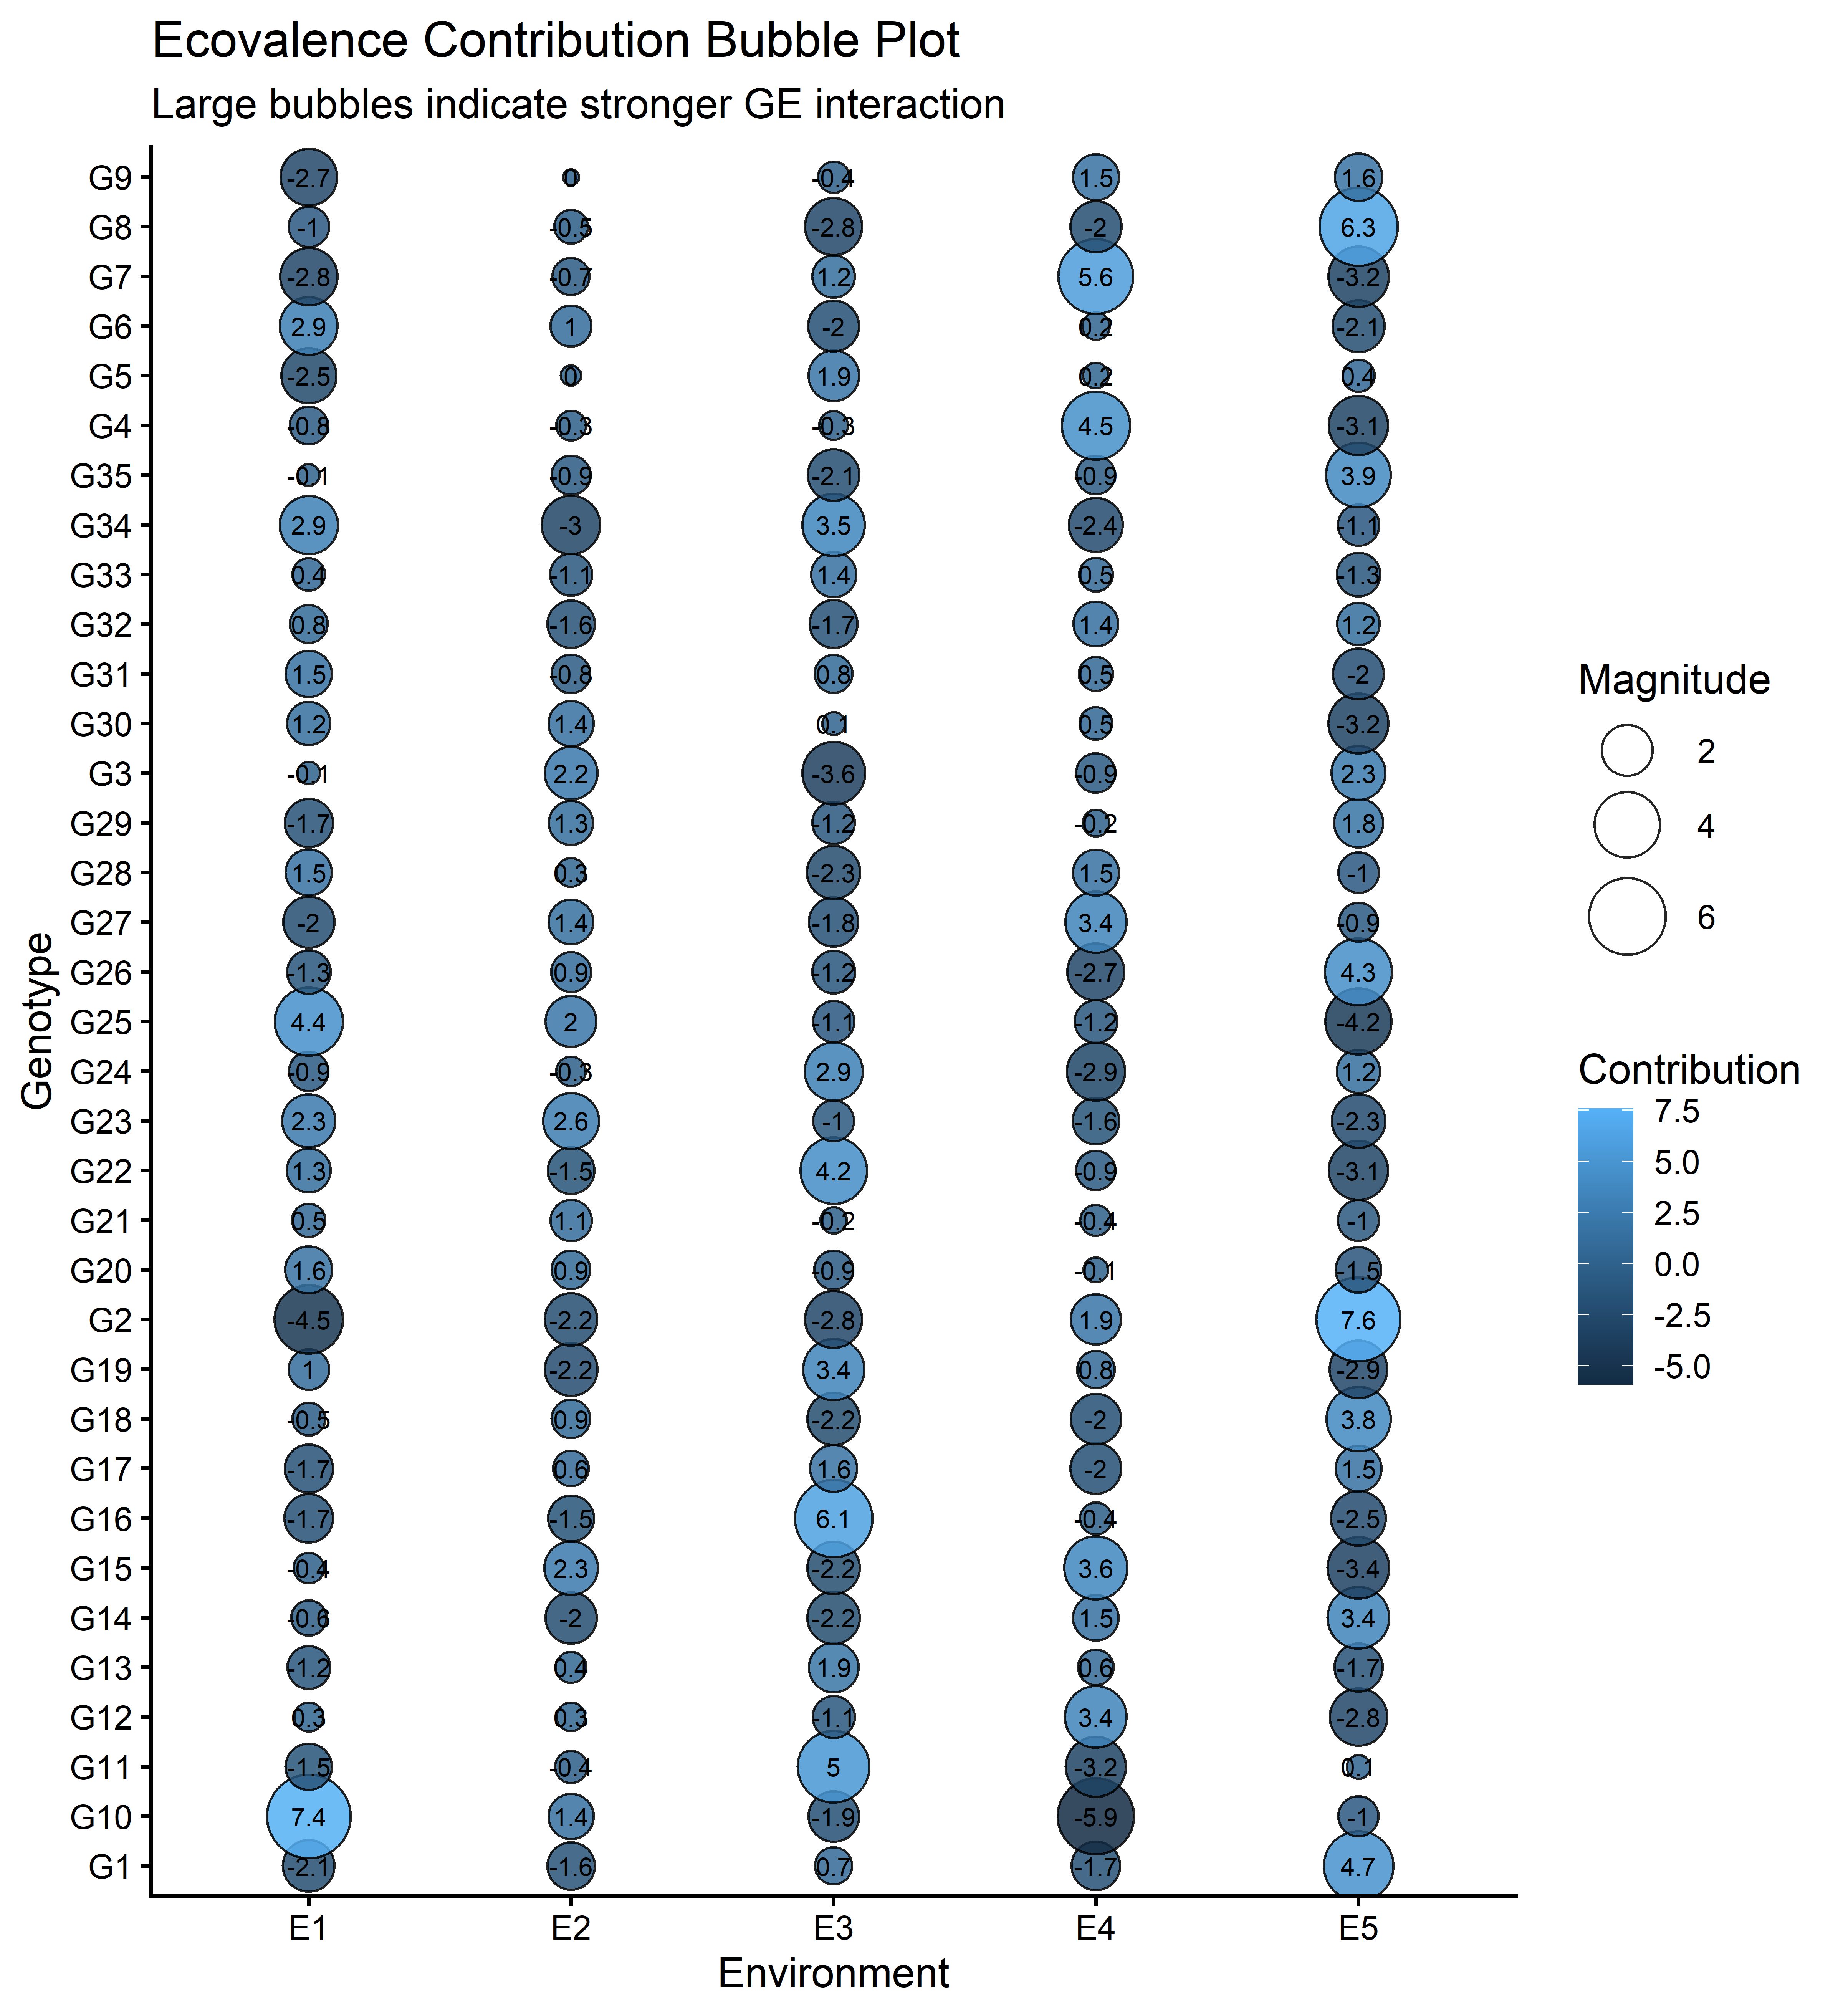 Ecovalence Contribution Bubble Plot
Large bubbles indicate stronger GE interaction
G9 -2.7 0 -0.4 1.5 1.6
G8 -1 -0.5 -2.8 -2 6.3
G7 -2.8 -0.7 1.2 5.6 -3.2
G6 2.9 1 -2 0.2 -2.1
G5 -2.5 0 1.9 0.2 0.4
G4 -0.8 -0.3 -0.3 4.5 -3.1
G35 -0.1 -0.9 -2.1 -0.9 3.9
G34 2.9 -3 3.5 -2.4 -1.1
G33 0.4 -1.1 1.4 0.5 -1.3
G32 0.8 -1.6 -1.7 1.4 1.2
G31 1.5 -0.8 0.8 0.5 -2
G30 1.2 1.4 0.1 0.5 -3.2
G3 -0.1 2.2 -3.6 -0.9 2.3
G29 -1.7 1.3 -1.2 -0.2 1.8
G28 1.5 0.3 -2.3 1.5 -1
G27 -2 1.4 -1.8 3.4 -0.9
G26 -1.3 0.9 -1.2 -2.7 4.3
G25 4.4 2 -1.1 -1.2 -4.2
G24 -0.9 -0.3 2.9 -2.9 1.2
G23 2.3 2.6 -1 -1.6 -2.3
G22 1.3 -1.5 4.2 -0.9 -3.1
G21 0.5 1.1 -0.2 -0.4 -1
G20 1.6 0.9 -0.9 -0.1 -1.5
G2 -4.5 -2.2 -2.8 1.9 7.6
G19 1 -2.2 3.4 0.8 -2.9
G18 -0.5 0.9 -2.2 -2 3.8
G17 -1.7 0.6 1.6 -2 1.5
G16 -1.7 -1.5 6.1 -0.4 -2.5
G15 -0.4 2.3 -2.2 3.6 -3.4
G14 -0.6 -2 -2.2 1.5 3.4
G13 -1.2 0.4 1.9 0.6 -1.7
G12 0.3 0.3 -1.1 3.4 -2.8
G11 -1.5 -0.4 5 -3.2 0.1
G10 7.4 1.4 -1.9 -5.9 -1
G1 -2.1 -1.6 0.7 -1.7 4.7
E1 E2 E3 E4 E5
Environment
Genotype
Magnitude
2
4
6
Contribution
7.5
5.0
2.5
0.0
-2.5
-5.0